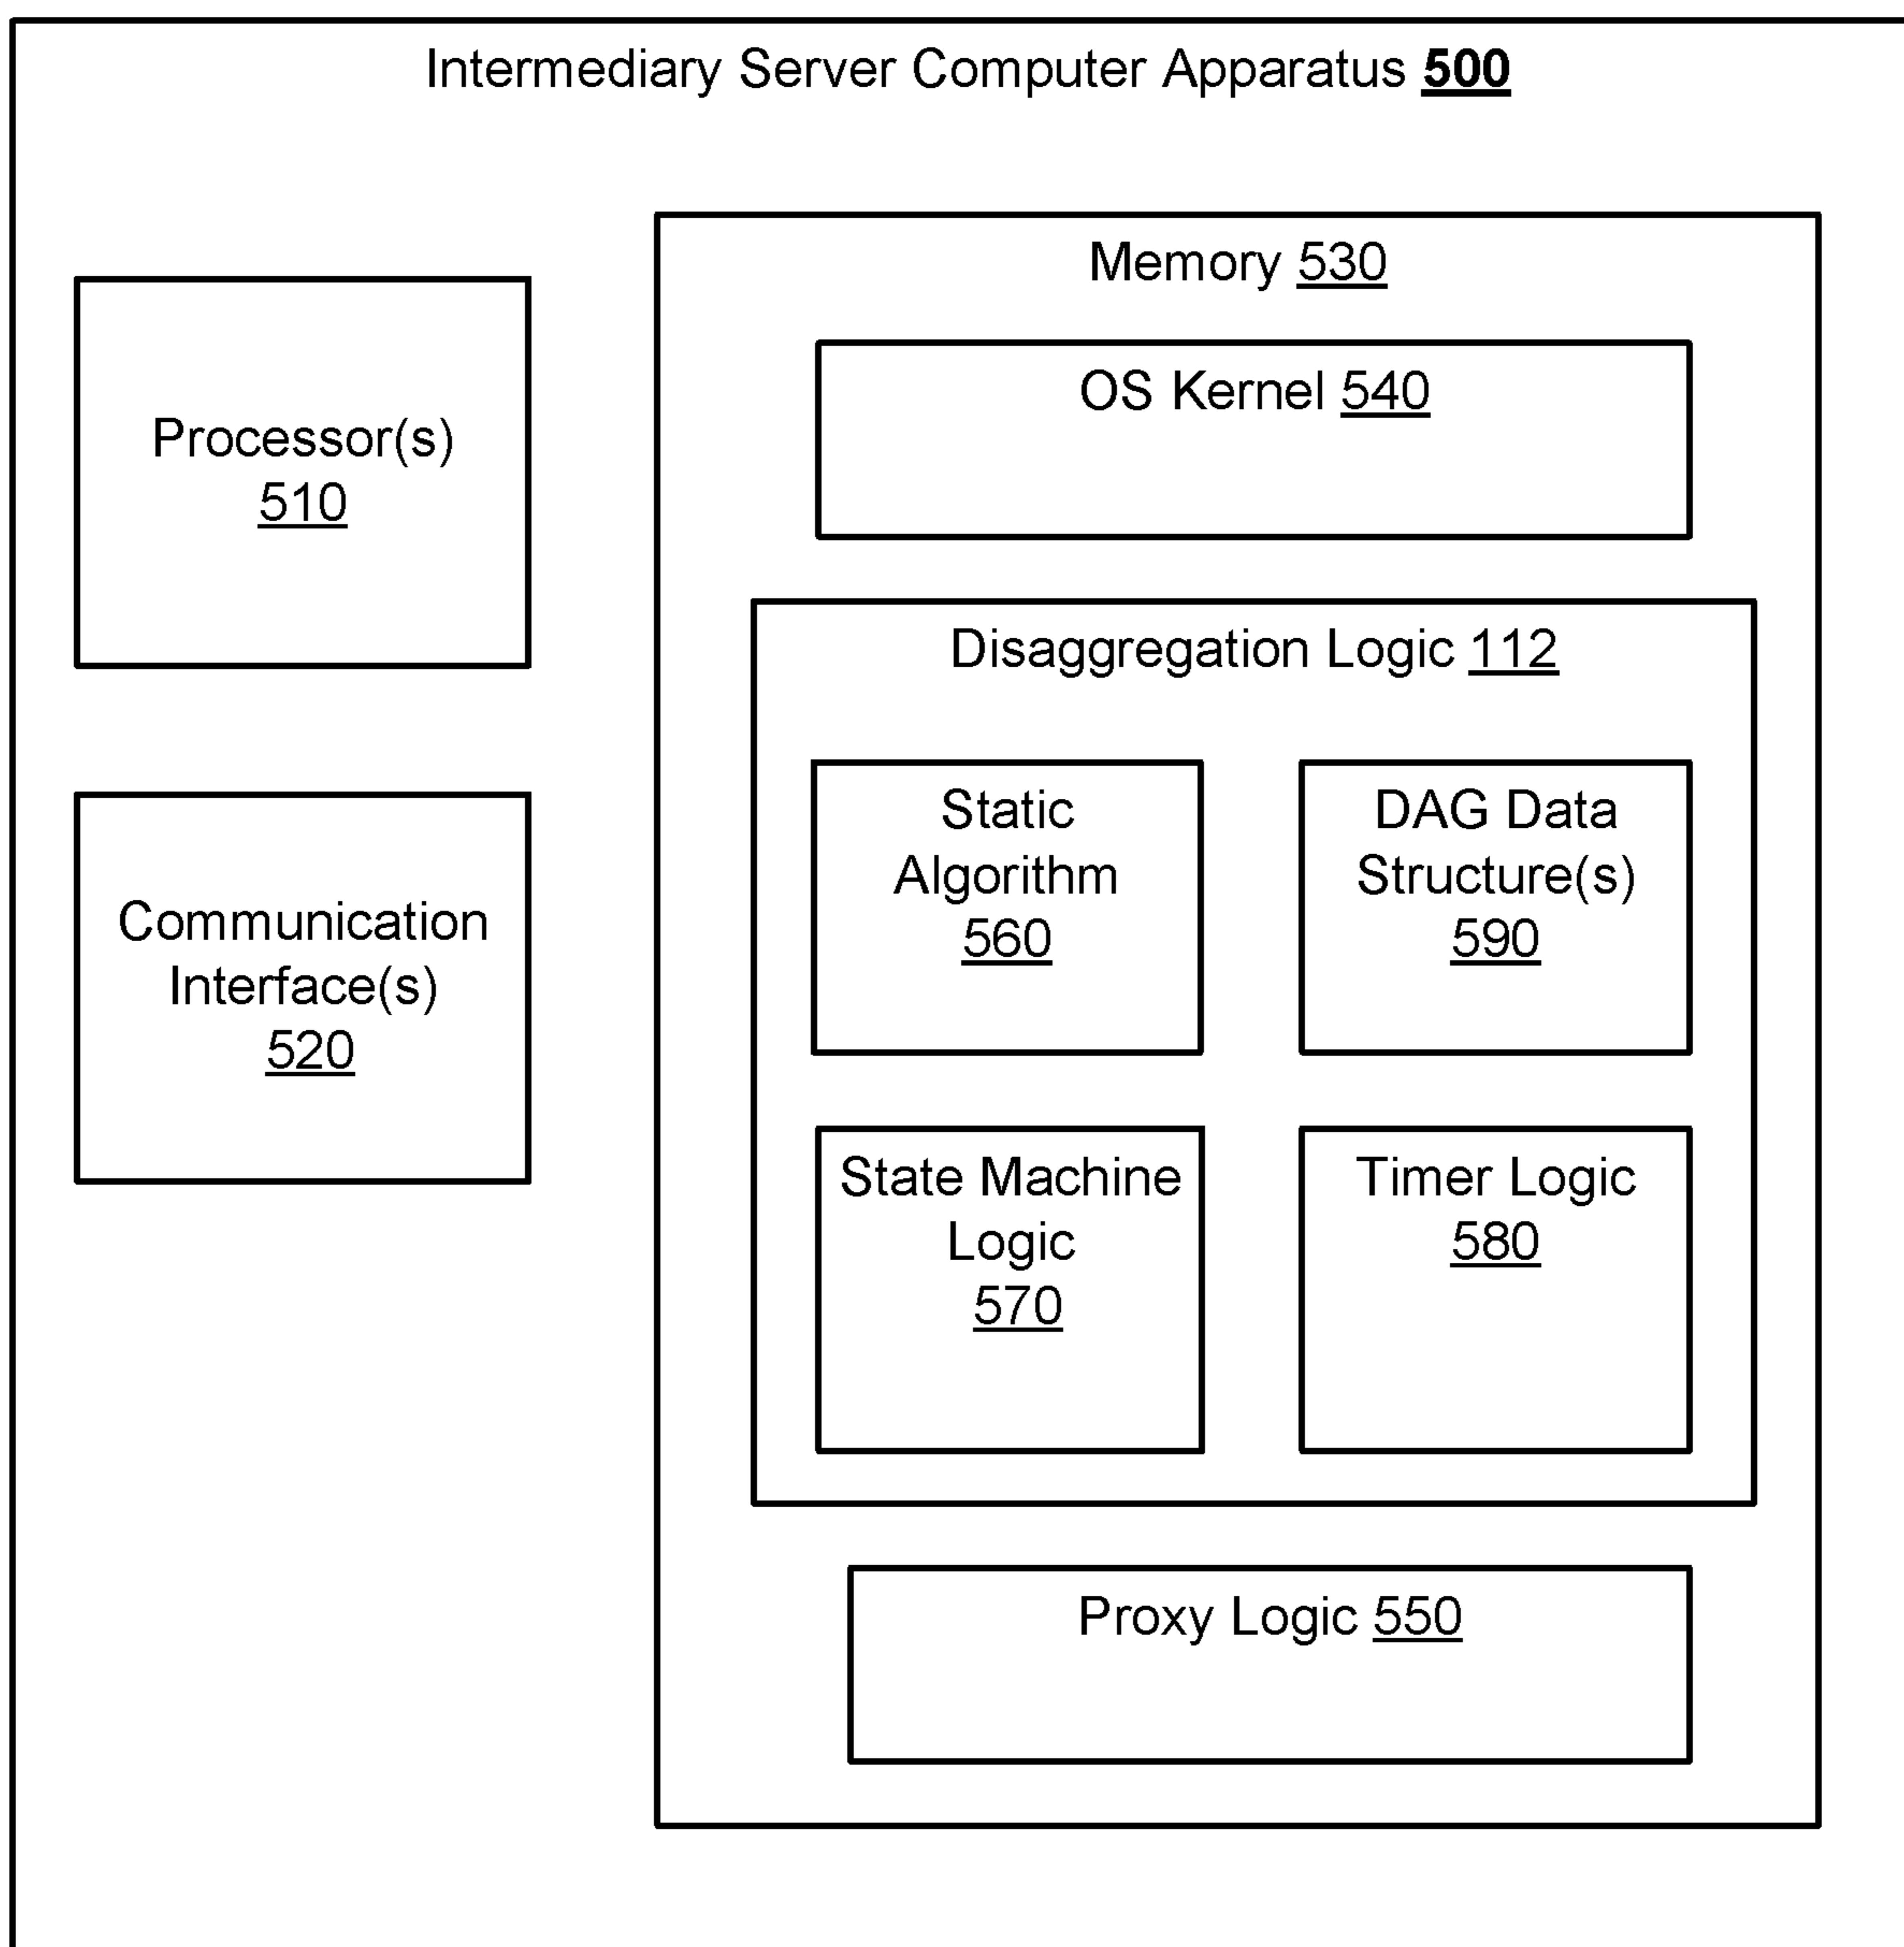 Intermediary Server Computer Apparatus 500
Processor(s)
510
Communication
Interface(s)
520
Memory 530
OS Kernel 540
Disaggregation Logic 112
Static
Algorithm
560
DAG Data
Structure(s)
590
State Machine
Logic
570
Timer Logic
580
Proxy Logic 550